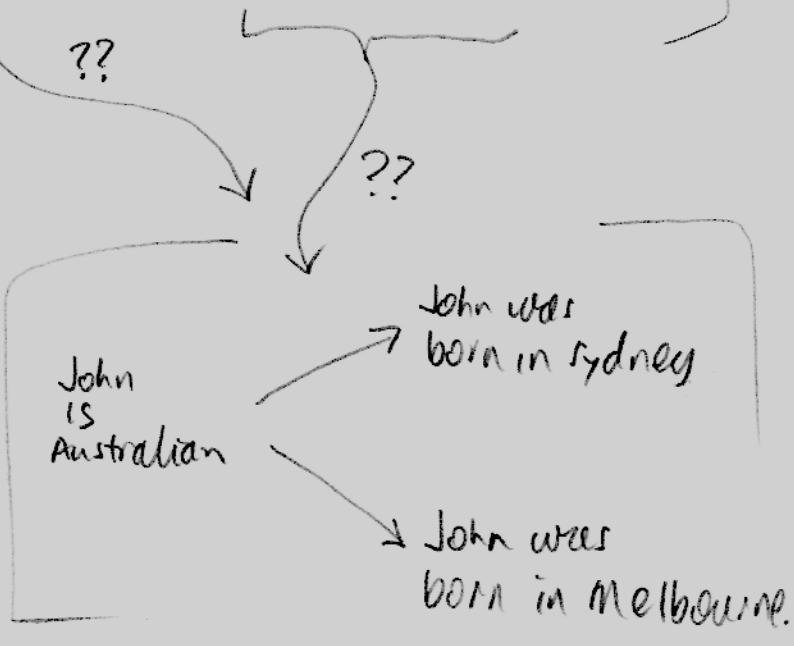 ??
??
John was
born in Sydney
John
is
Australian
John was
born in Melbourne.